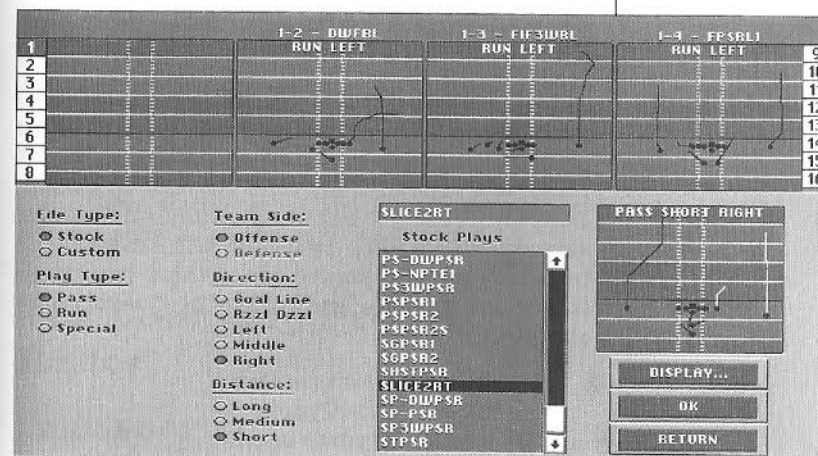 1-2 - DWFBL
1-3 - FIF3WBL
1-4 - FPSRL1
RUN LEFT
RUN LEFT
RUN LEFT
1
2
3
4
5
6
7
8
9
10
11
12
13
14
15
16
File Type:
Stock
Custom
Play Type:
Pass
Run
Special
Team Side:
Offense
Defense
Direction:
Goal Line
Rzzl Dzzl
Left
Middle
Right
Distance:
Long
Medium
Short
SLICE2RT
Stock Plays
PS-DWPSR
PS-NPTE1
PS3WPSR
PSPSR1
PSPSR2
PSPSR2S
SGPSR1
SGPSR2
SHSFPSR
SLICE2RT
SP-DWPSR
SP-PSR
SP3WPSR
STPSR
PASS SHORT RIGHT
DISPLAY...
OK
RETURN